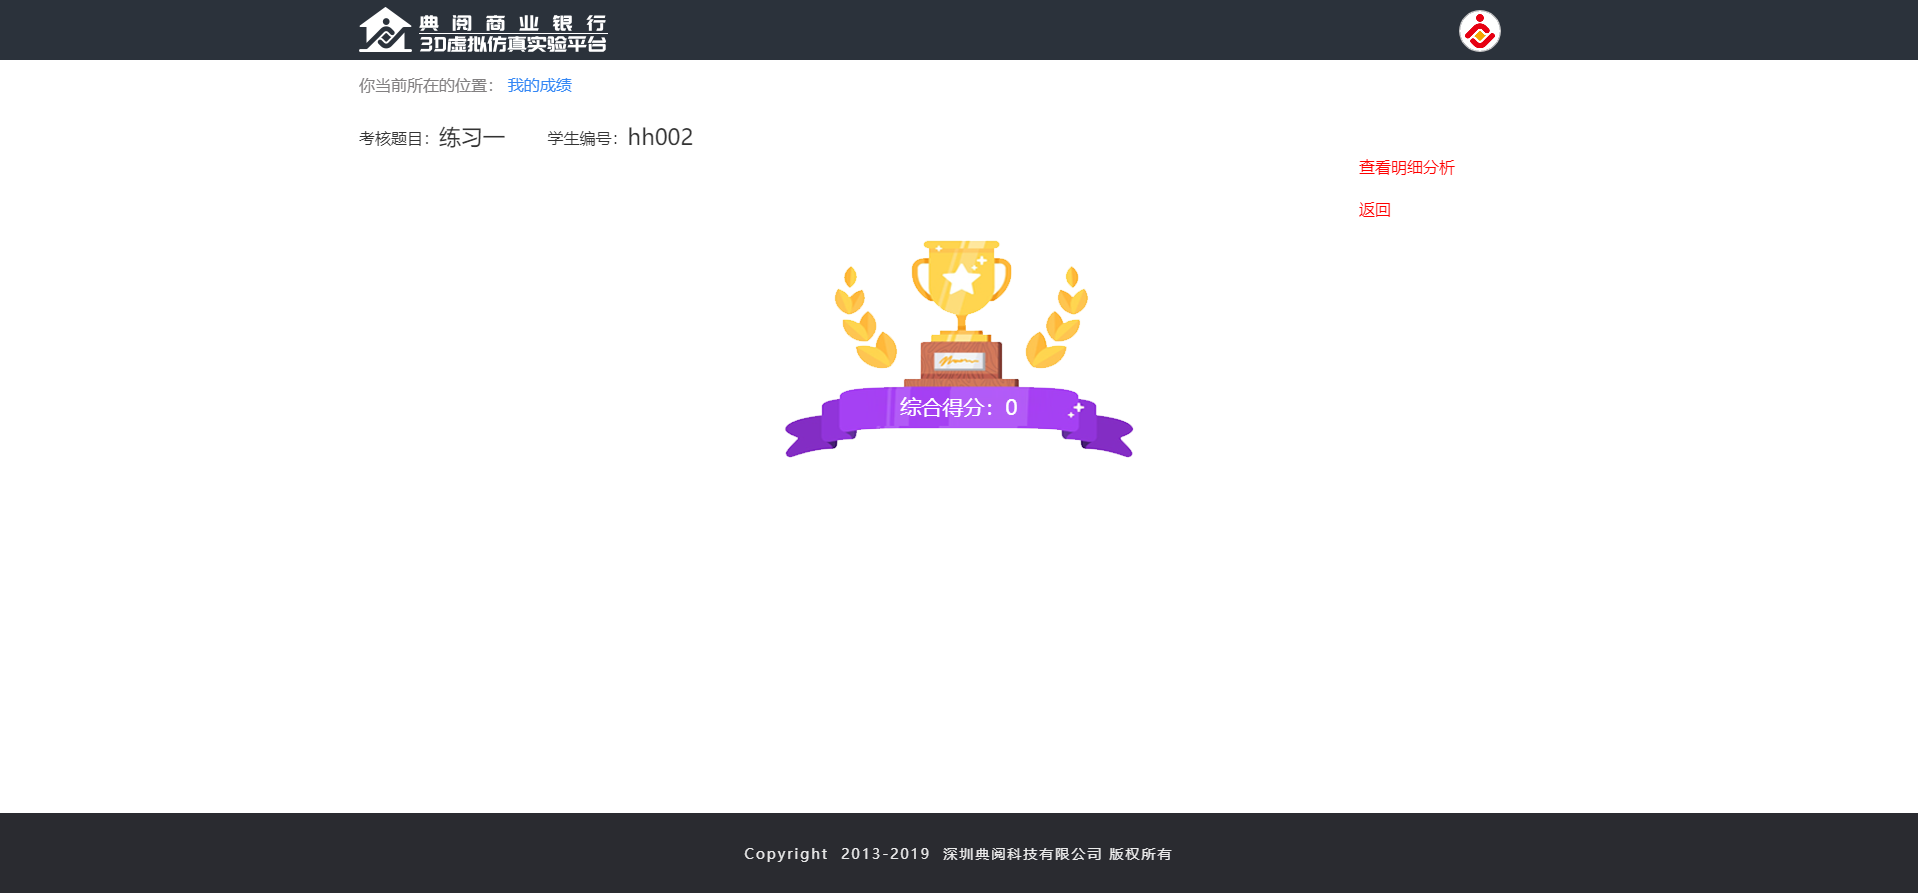 典阅商业银行
3D虚拟仿真实验平台
你当前所在的位置： 我的成绩
考核题目：练习一 学生编号：hh002
查看明细分析
返回
综合得分：0
Copyright 2013-2019 深圳典阅科技有限公司 版权所有